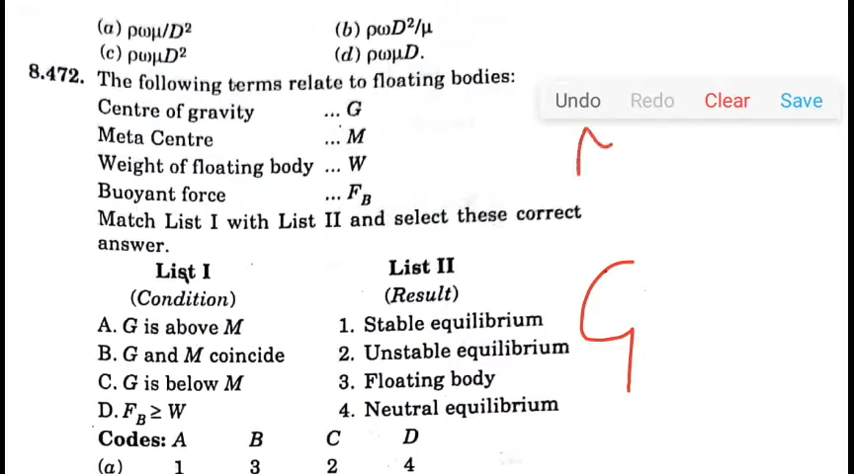 (a) ρωμ/D² (b) ρωD²/μ
(c) ρωμD² (d) ρωμD.
8.472. The following terms relate to floating bodies:
Undo Redo Clear Save
Centre of gravity ... G
Meta Centre ... M
Weight of floating body ... W
Buoyant force ... F_B
Match List I with List II and select these correct
answer.
List I List II
(Condition) (Result)
A. G is above M 1. Stable equilibrium
B. G and M coincide 2. Unstable equilibrium
C. G is below M 3. Floating body
D. F_B ≥ W 4. Neutral equilibrium
Codes: A B C D
(a) 1 3 2 4
G